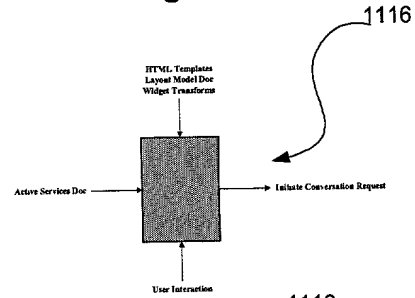 1116
HTML Templates
Layout Model Doc
Widget Transforms
Active Services Doc
Initiate Conversation Request
User Interaction